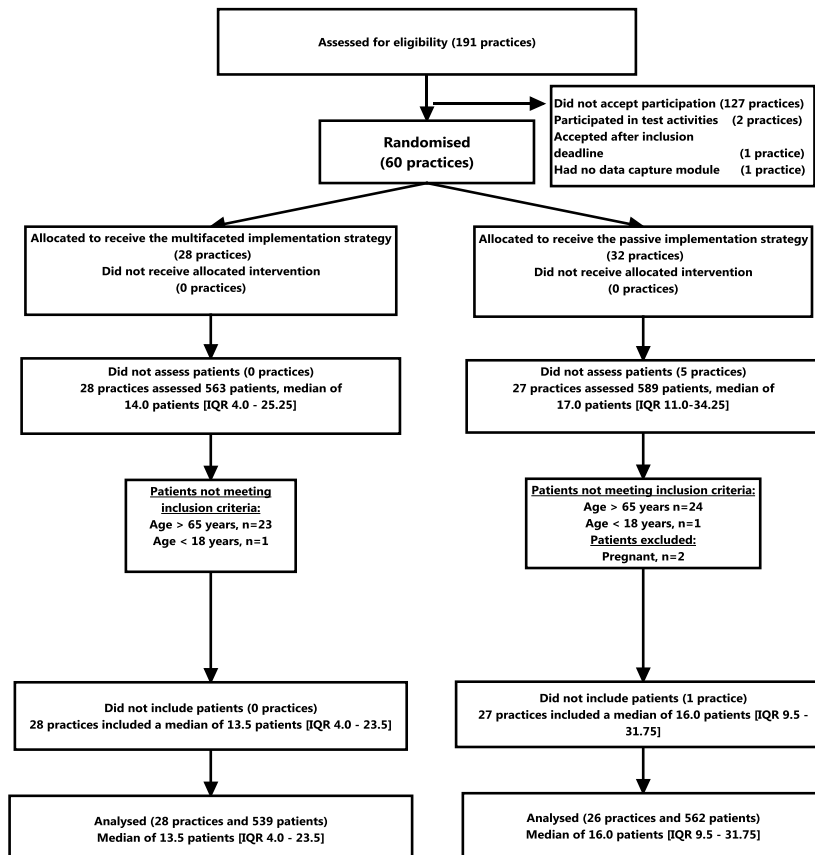 Assessed for eligibility (191 practices)
Did not accept participation (127 practices)
Participated in test activities (2 practices)
Accepted after inclusion
deadline (1 practice)
Had no data capture module (1 practice)
Randomised
(60 practices)
Allocated to receive the multifaceted implementation strategy
(28 practices)
Did not receive allocated intervention
(0 practices)
Allocated to receive the passive implementation strategy
(32 practices)
Did not receive allocated intervention
(0 practices)
Did not assess patients (0 practices)
28 practices assessed 563 patients, median of
14.0 patients [IQR 4.0 - 25.25]
Did not assess patients (5 practices)
27 practices assessed 589 patients, median of
17.0 patients [IQR 11.0-34.25]
Patients not meeting
inclusion criteria:
Age > 65 years, n=23
Age < 18 years, n=1
Patients not meeting inclusion criteria:
Age > 65 years n=24
Age < 18 years, n=1
Patients excluded:
Pregnant, n=2
Did not include patients (0 practices)
28 practices included a median of 13.5 patients [IQR 4.0 - 23.5]
Did not include patients (1 practice)
27 practices included a median of 16.0 patients [IQR 9.5 -
31.75]
Analysed (28 practices and 539 patients)
Median of 13.5 patients [IQR 4.0 - 23.5]
Analysed (26 practices and 562 patients)
Median of 16.0 patients [IQR 9.5 - 31.75]